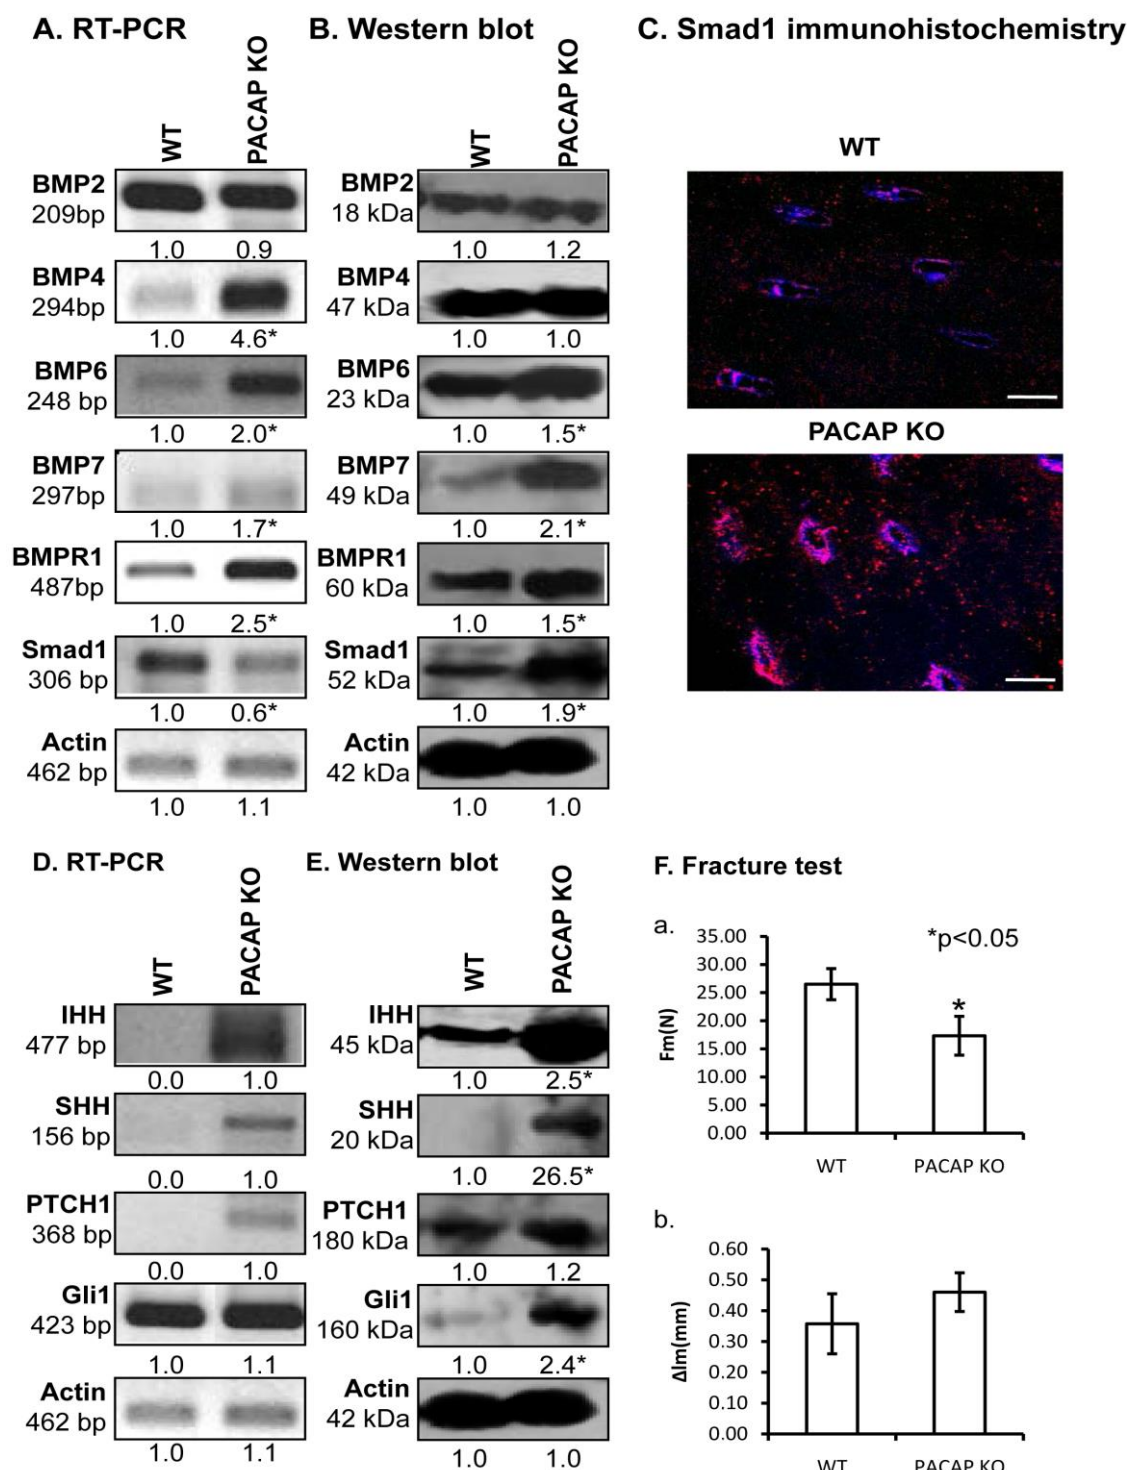 A. RT-PCR
WT
PACAP KO
BMP2
209bp
1.0 0.9
BMP4
294bp
1.0 4.6*
BMP6
248 bp
1.0 2.0*
BMP7
297bp
1.0 1.7*
BMPR1
487bp
1.0 2.5*
Smad1
306 bp
1.0 0.6*
Actin
462 bp
1.0 1.1
B. Western blot
WT
PACAP KO
BMP2
18 kDa
1.0 1.2
BMP4
47 kDa
1.0 1.0
BMP6
23 kDa
1.0 1.5*
BMP7
49 kDa
1.0 2.1*
BMPR1
60 kDa
1.0 1.5*
Smad1
52 kDa
1.0 1.9*
Actin
42 kDa
1.0 1.0
C. Smad1 immunohistochemistry
WT
PACAP KO
D. RT-PCR
WT
PACAP KO
IHH
477 bp
0.0 1.0
SHH
156 bp
0.0 1.0
PTCH1
368 bp
0.0 1.0
Gli1
423 bp
1.0 1.1
Actin
462 bp
1.0 1.1
E. Western blot
WT
PACAP KO
IHH
45 kDa
1.0 2.5*
SHH
20 kDa
1.0 26.5*
PTCH1
180 kDa
1.0 1.2
Gli1
160 kDa
1.0 2.4*
Actin
42 kDa
1.0 1.0
F. Fracture test
a.
*p<0.05
Fm(N)
35.00
30.00
25.00
20.00
15.00
10.00
5.00
0.00
*
WT PACAP KO
b.
Δlm(mm)
0.60
0.50
0.40
0.30
0.20
0.10
0.00
WT PACAP KO